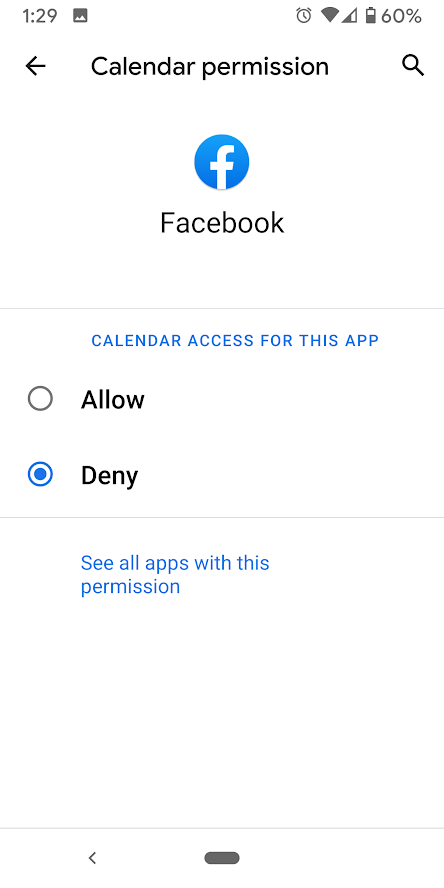 1:29 60%
Calendar permission
Facebook
CALENDAR ACCESS FOR THIS APP
Allow
Deny
See all apps with this
permission